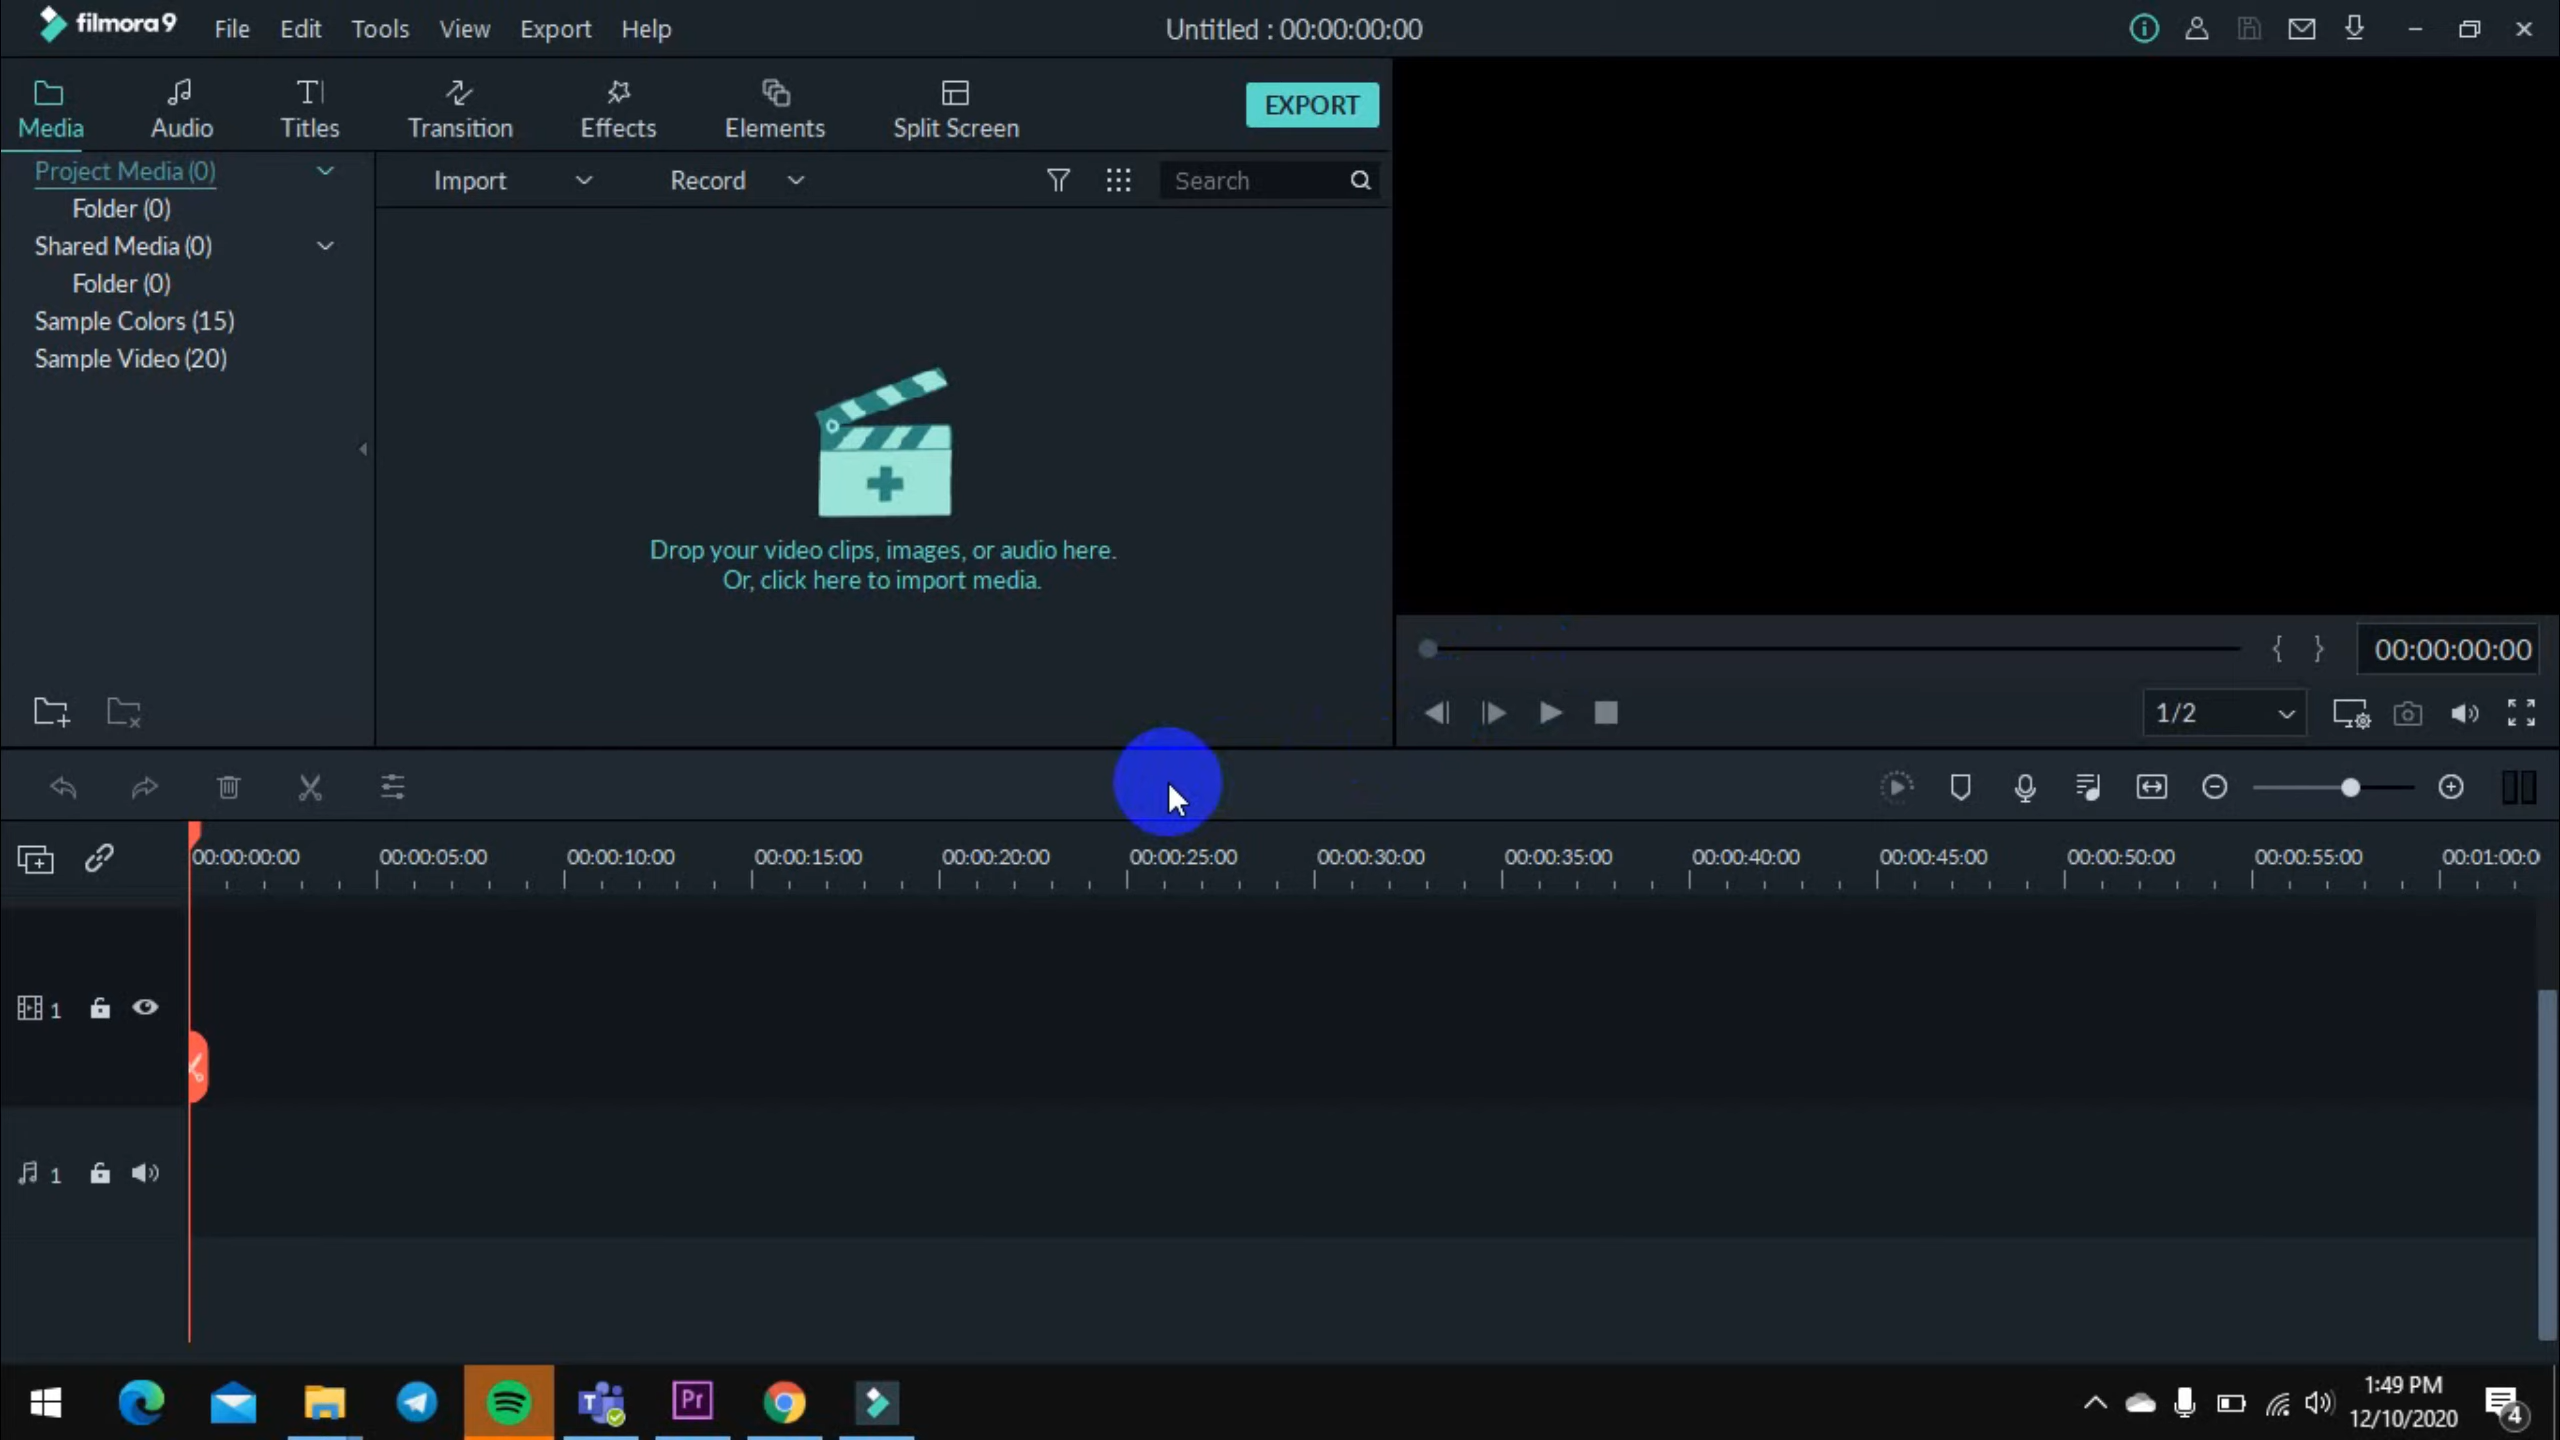 filmora9 File Edit Tools View Export Help Untitled : 00:00:00:00
Media Audio Titles Transition Effects Elements Split Screen EXPORT
Project Media (0)
Folder (0)
Shared Media (0)
Folder (0)
Sample Colors (15)
Sample Video (20)
Import Record Search
Drop your video clips, images, or audio here.
Or, click here to import media.
{ } 00:00:00:00
1/2
00:00:00:00 00:00:05:00 00:00:10:00 00:00:15:00 00:00:20:00 00:00:25:00 00:00:30:00 00:00:35:00 00:00:40:00 00:00:45:00 00:00:50:00 00:00:55:00 00:01:00:0
1
1
Pr
1:49 PM
12/10/2020
4